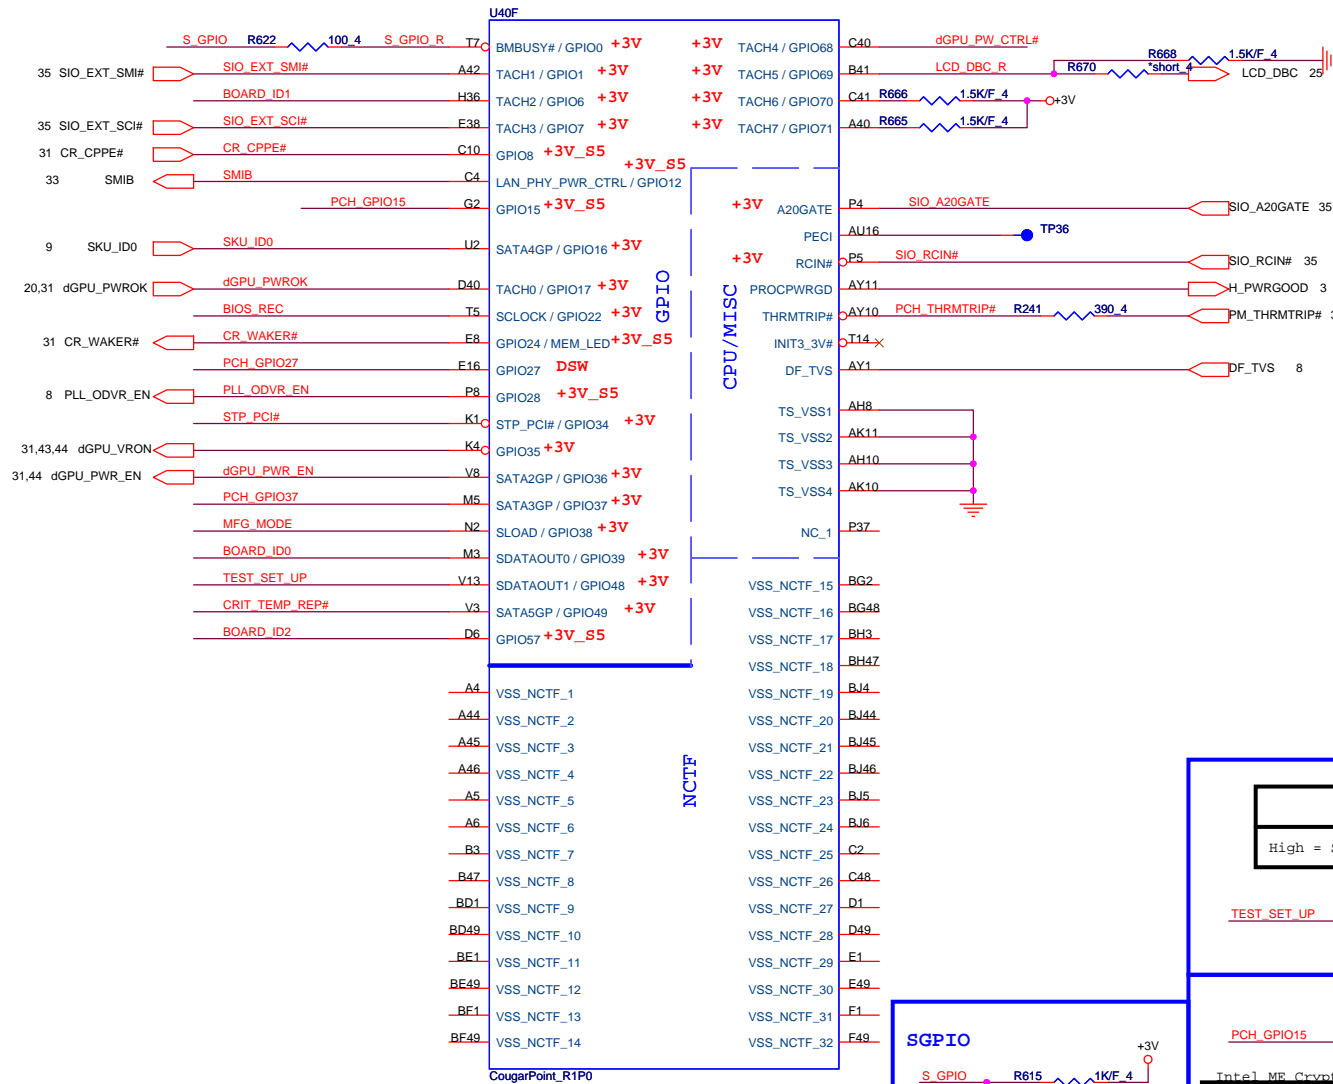 U40F
S_GPIO R622 100_4 S_GPIO_R T7 BMBUSY# / GPIO0 +3V
35 SIO_EXT_SMI# SIO_EXT_SMI# A42 TACH1 / GPIO1 +3V
BOARD_ID1 H36 TACH2 / GPIO6 +3V
35 SIO_EXT_SCI# SIO_EXT_SCI# E38 TACH3 / GPIO7 +3V
31 CR_CPPE# CR_CPPE# C10 GPIO8 +3V_S5
33 SMIB SMIB C4 LAN_PHY_PWR_CTRL / GPIO12 +3V_S5
PCH_GPIO15 G2 GPIO15 +3V_S5
9 SKU_ID0 SKU_ID0 U2 SATA4GP / GPIO16 +3V
20,31 dGPU_PWROK dGPU_PWROK D40 TACH0 / GPIO17 +3V
BIOS_REC T5 SCLOCK / GPIO22 +3V
31 CR_WAKER# CR_WAKER# E8 GPIO24 / MEM_LED +3V_S5
PCH_GPIO27 E16 GPIO27 DSW
8 PLL_ODVR_EN PLL_ODVR_EN P8 GPIO28 +3V_S5
STP_PCI# K1 STP_PCI# / GPIO34 +3V
31,43,44 dGPU_VRON K4 GPIO35 +3V
31,44 dGPU_PWR_EN dGPU_PWR_EN V8 SATA2GP / GPIO36 +3V
PCH_GPIO37 M5 SATA3GP / GPIO37 +3V
MFG_MODE N2 SLOAD / GPIO38 +3V
BOARD_ID0 M3 SDATAOUT0 / GPIO39 +3V
TEST_SET_UP V13 SDATAOUT1 / GPIO48 +3V
CRIT_TEMP_REP# V3 SATA5GP / GPIO49 +3V
BOARD_ID2 D6 GPIO57 +3V_S5
GPIO
A4 VSS_NCTF_1
A44 VSS_NCTF_2
A45 VSS_NCTF_3
A46 VSS_NCTF_4
A5 VSS_NCTF_5
A6 VSS_NCTF_6
B3 VSS_NCTF_7
B47 VSS_NCTF_8
BD1 VSS_NCTF_9
BD49 VSS_NCTF_10
BE1 VSS_NCTF_11
BE49 VSS_NCTF_12
BF1 VSS_NCTF_13
BF49 VSS_NCTF_14
NCTF
CougarPoint_R1P0
+3V TACH4 / GPIO68 C40 dGPU_PW_CTRL#
R668 1.5K/F_4
+3V TACH5 / GPIO69 B41 LCD_DBC_R R670 *short_4 LCD_DBC 25
+3V TACH6 / GPIO70 C41 R666 1.5K/F_4 +3V
+3V TACH7 / GPIO71 A40 R665 1.5K/F_4
CPU/MISC
+3V A20GATE P4 SIO_A20GATE SIO_A20GATE 35
PECI AU16 TP36
+3V RCIN# P5 SIO_RCIN# SIO_RCIN# 35
PROCPWRGD AY11 H_PWRGOOD 3
THRMTRIP# AY10 PCH_THRMTRIP# R241 390_4 PM_THRMTRIP#
INIT3_3V# T14
DF_TVS AY1 DF_TVS 8
TS_VSS1 AH8
TS_VSS2 AK11
TS_VSS3 AH10
TS_VSS4 AK10
NC_1 P37
VSS_NCTF_15 BG2
VSS_NCTF_16 BG48
VSS_NCTF_17 BH3
VSS_NCTF_18 BH47
VSS_NCTF_19 BJ4
VSS_NCTF_20 BJ44
VSS_NCTF_21 BJ45
VSS_NCTF_22 BJ46
VSS_NCTF_23 BJ5
VSS_NCTF_24 BJ6
VSS_NCTF_25 C2
VSS_NCTF_26 C48
VSS_NCTF_27 D1
VSS_NCTF_28 D49
VSS_NCTF_29 E1
VSS_NCTF_30 E49
VSS_NCTF_31 F1
VSS_NCTF_32 F49
SGPIO
+3V
S_GPIO R615 1K/F_4
High =
TEST_SET_UP
PCH_GPIO15
Intel ME